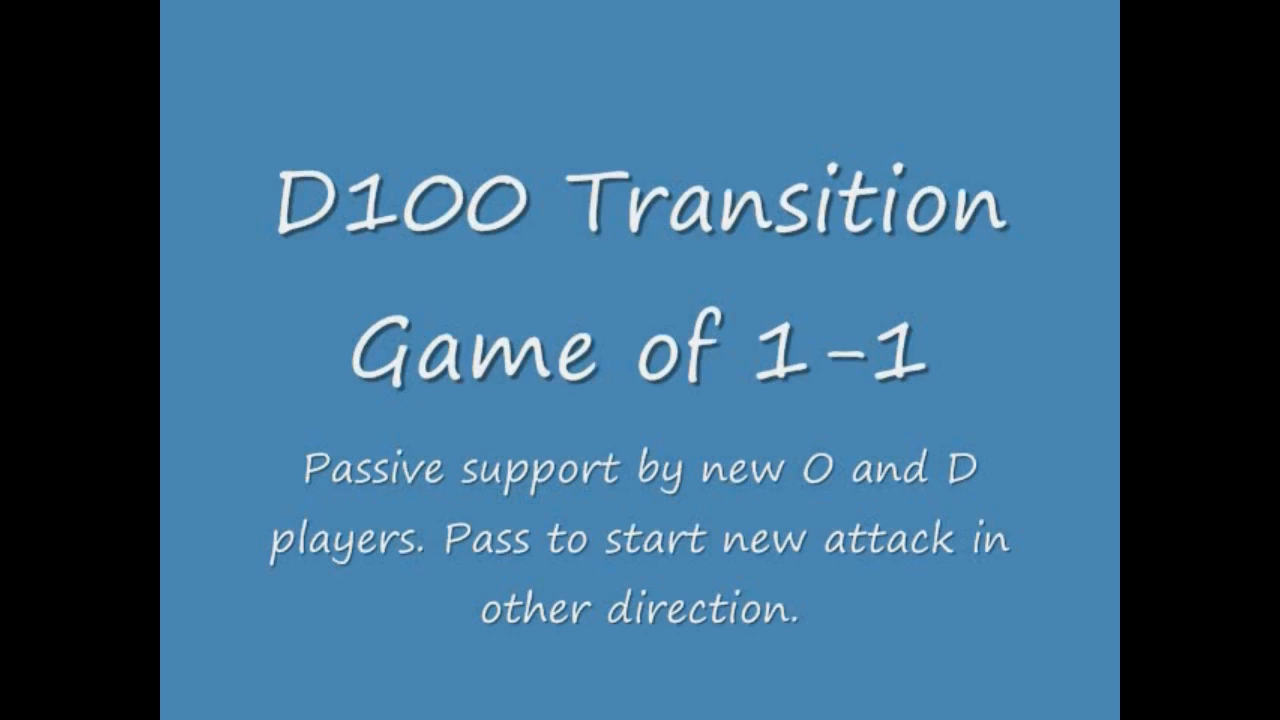 D100 Transition
Game of 1-1
Passive support by new O and D
players. Pass to start new attack in
other direction.